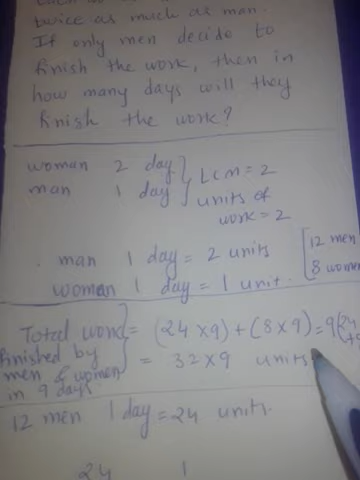 twice as much as man.
If only men decide to
finish the work, then in
how many days will they
finish the work?
woman 2 day } LCM = 2
man 1 day } units of
work = 2
man 1 day = 2 units [12 men
woman 1 day = 1 unit. 8 women
Total work = (24 × 9) + (8 × 9) = 9(24
finished by
men & women = 32 × 9 units
in 9 days
12 men 1 day = 24 units.
24 1